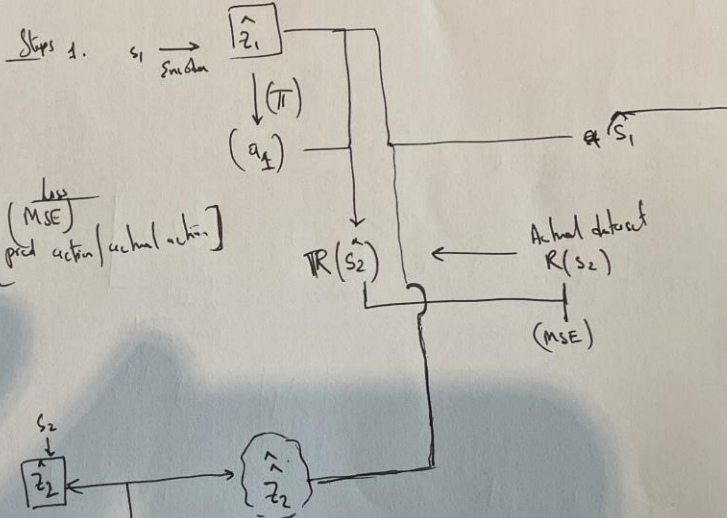 Steps 1. s₁ → ẑ₁
Encoder
(π)
(a₁)
ŝ₁
Loss
(MSE)
[pred action/actual action]
R(ŝ₂) ← Actual dataset
R(s₂)
(MSE)
s₂
ẑ₂
ẑ̂₂